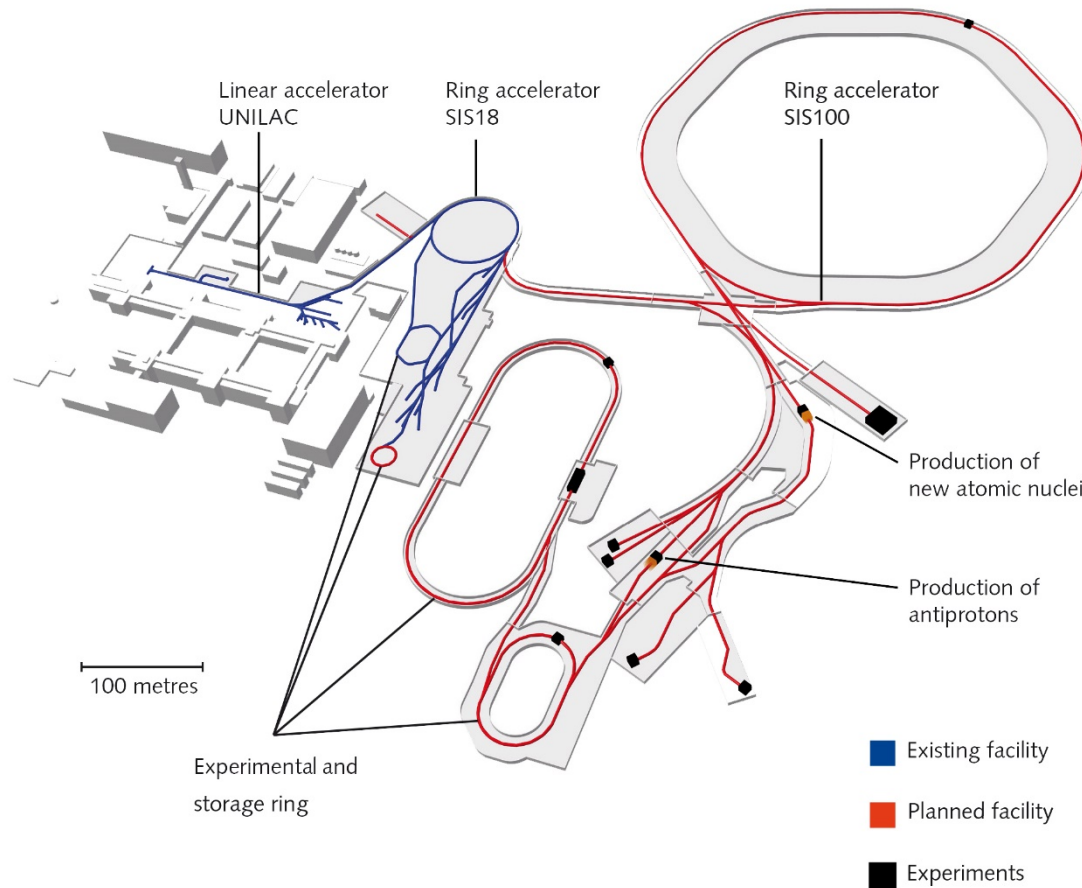 Linear accelerator
UNILAC
Ring accelerator
SIS18
Ring accelerator
SIS100
Production of
new atomic nuclei
Production of
antiprotons
100 metres
Experimental and
storage ring
Existing facility
Planned facility
Experiments